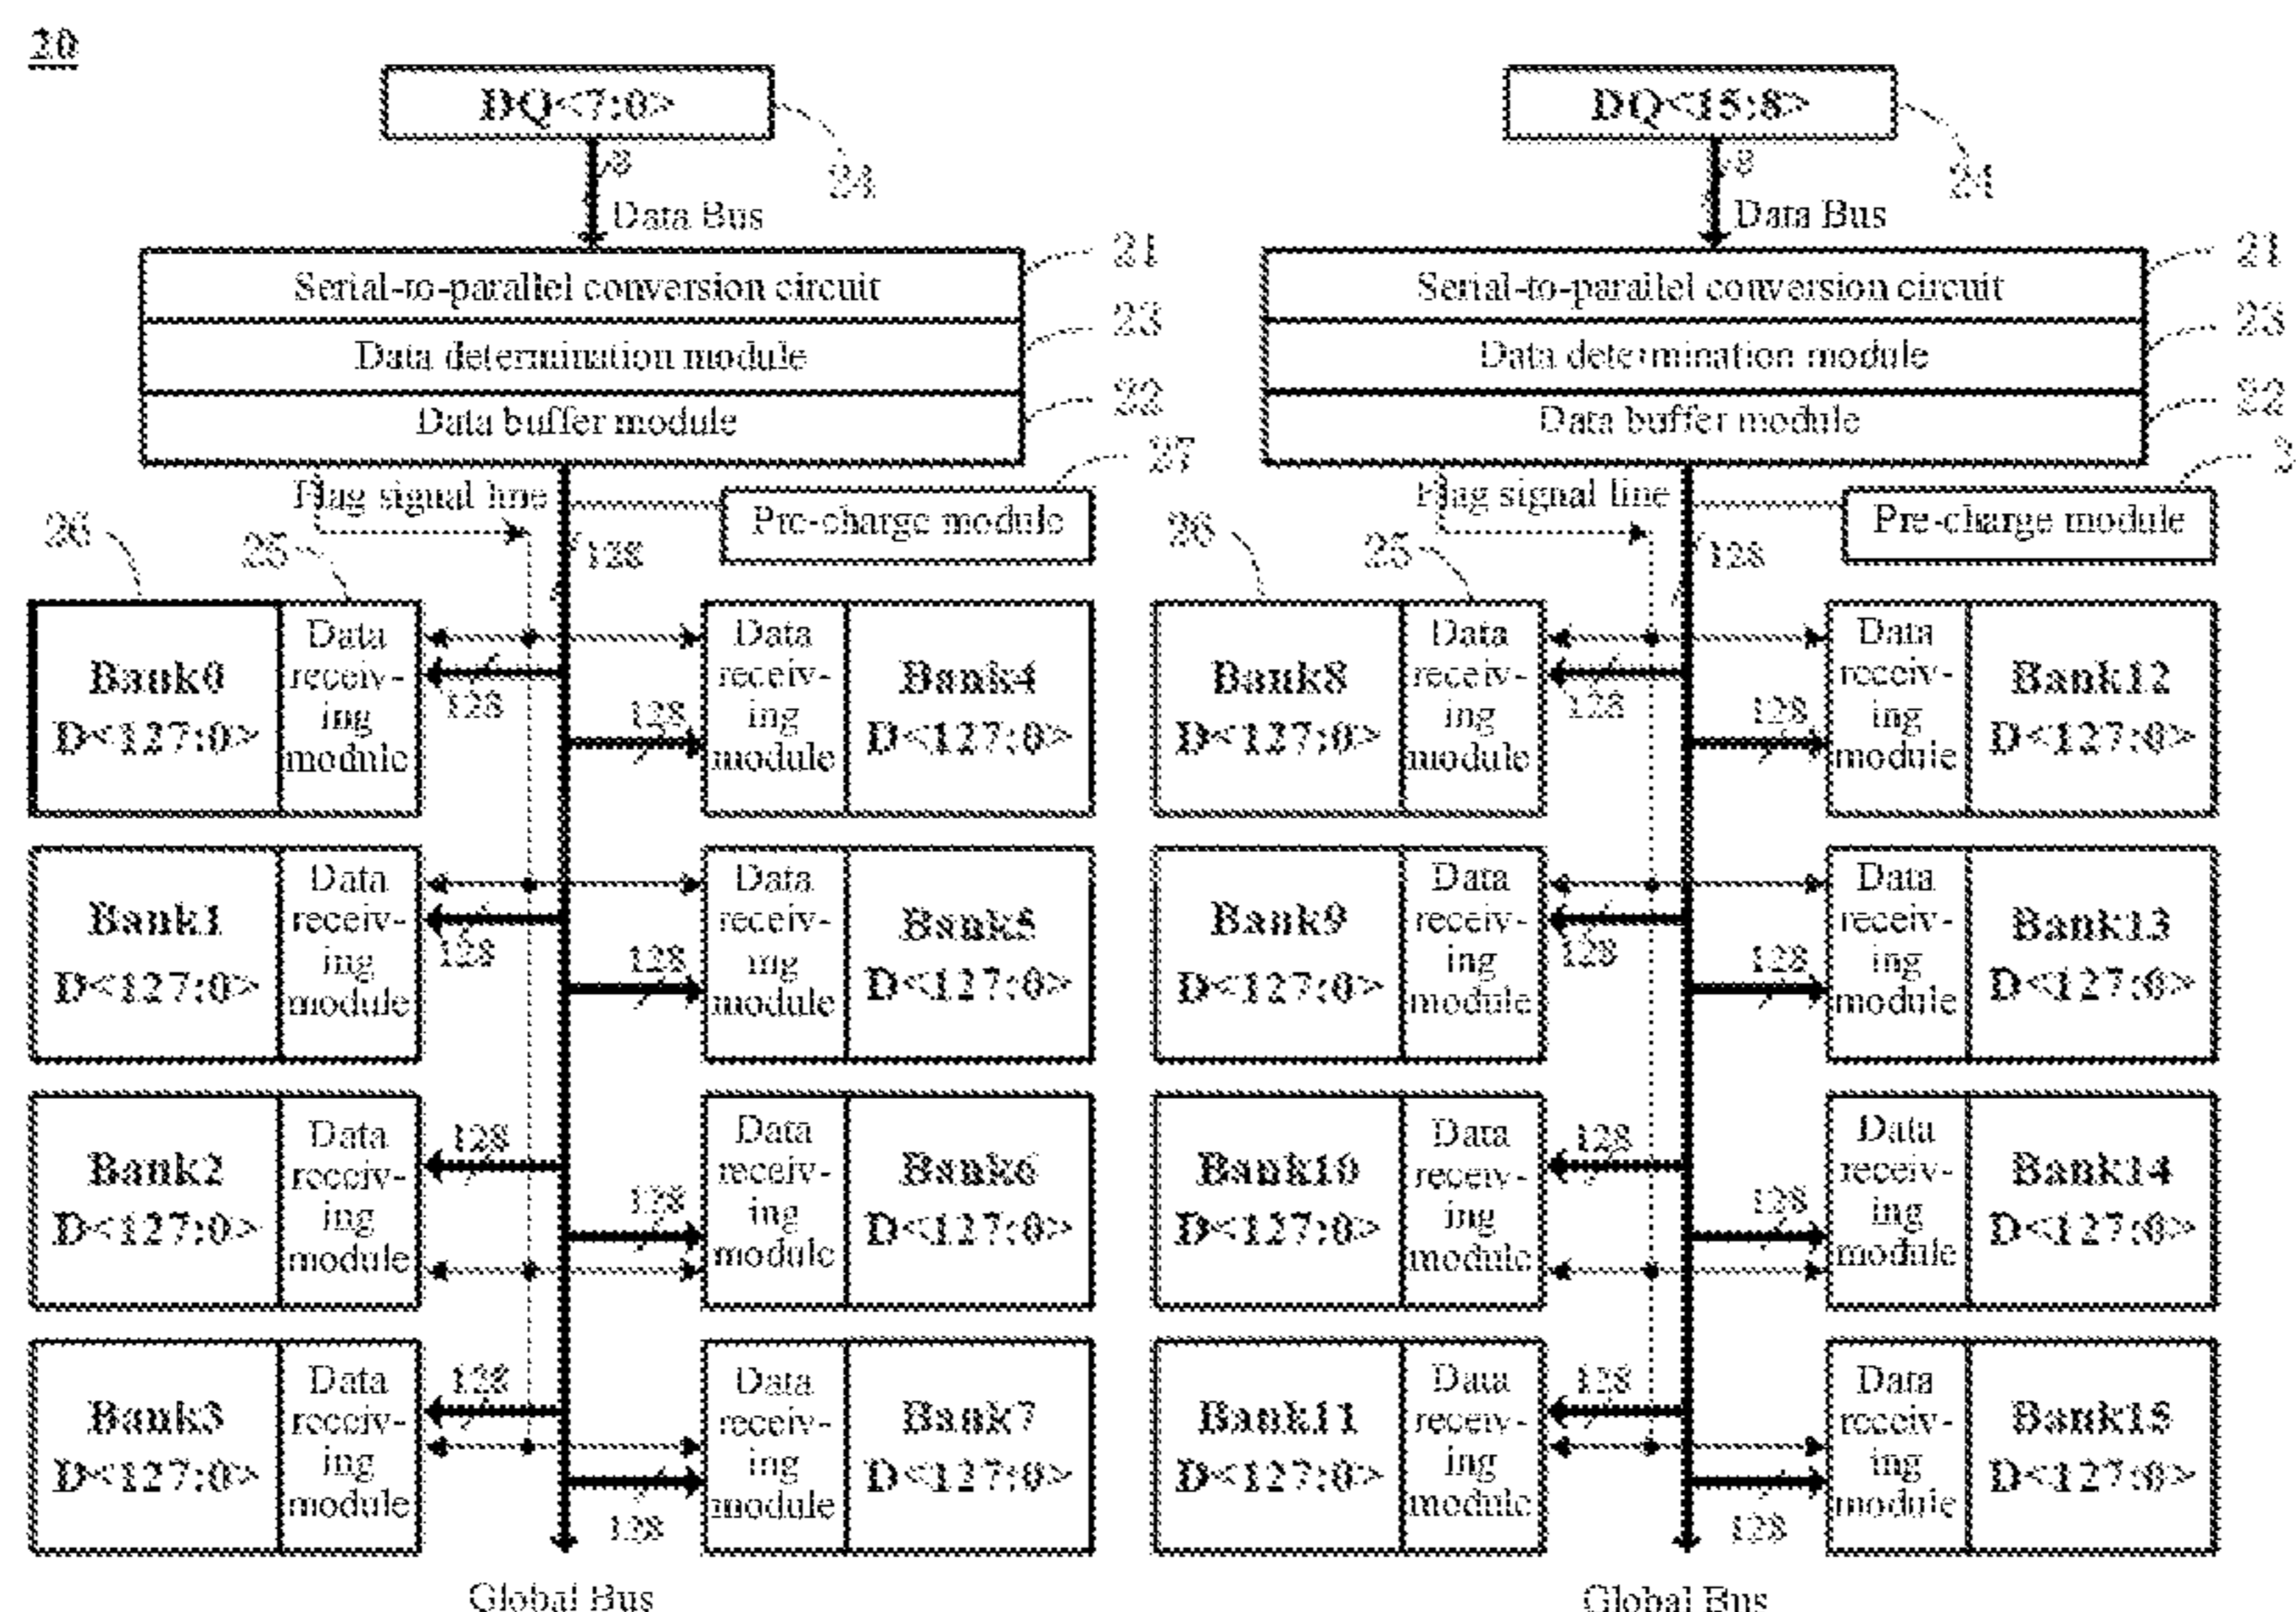 20
DQ<7:0>
24
8
Data Bus
Serial-to-parallel conversion circuit
21
Data determination module
23
Data buffer module
22
Flag signal line
27
Pre-charge module
128
26
25
Bank0
D<127:0>
Data
receiv-
ing
module
128
128
Data
receiv-
ing
module
Bank4
D<127:0>
Bank1
D<127:0>
Data
receiv-
ing
module
128
128
Data
receiv-
ing
module
Bank5
D<127:0>
Bank2
D<127:0>
Data
receiv-
ing
module
128
128
Data
receiv-
ing
module
Bank6
D<127:0>
Bank3
D<127:0>
Data
receiv-
ing
module
128
128
Data
receiv-
ing
module
Bank7
D<127:0>
Global Bus
DQ<15:8>
24
8
Data Bus
Serial-to-parallel conversion circuit
21
Data determination module
23
Data buffer module
22
Flag signal line
2
Pre-charge module
128
26
25
Bank8
D<127:0>
Data
receiv-
ing
module
128
128
Data
receiv-
ing
module
Bank12
D<127:0>
Bank9
D<127:0>
Data
receiv-
ing
module
128
128
Data
receiv-
ing
module
Bank13
D<127:0>
Bank10
D<127:0>
Data
receiv-
ing
module
128
128
Data
receiv-
ing
module
Bank14
D<127:0>
Bank11
D<127:0>
Data
receiv-
ing
module
128
128
Data
receiv-
ing
module
Bank15
D<127:0>
Global Bus